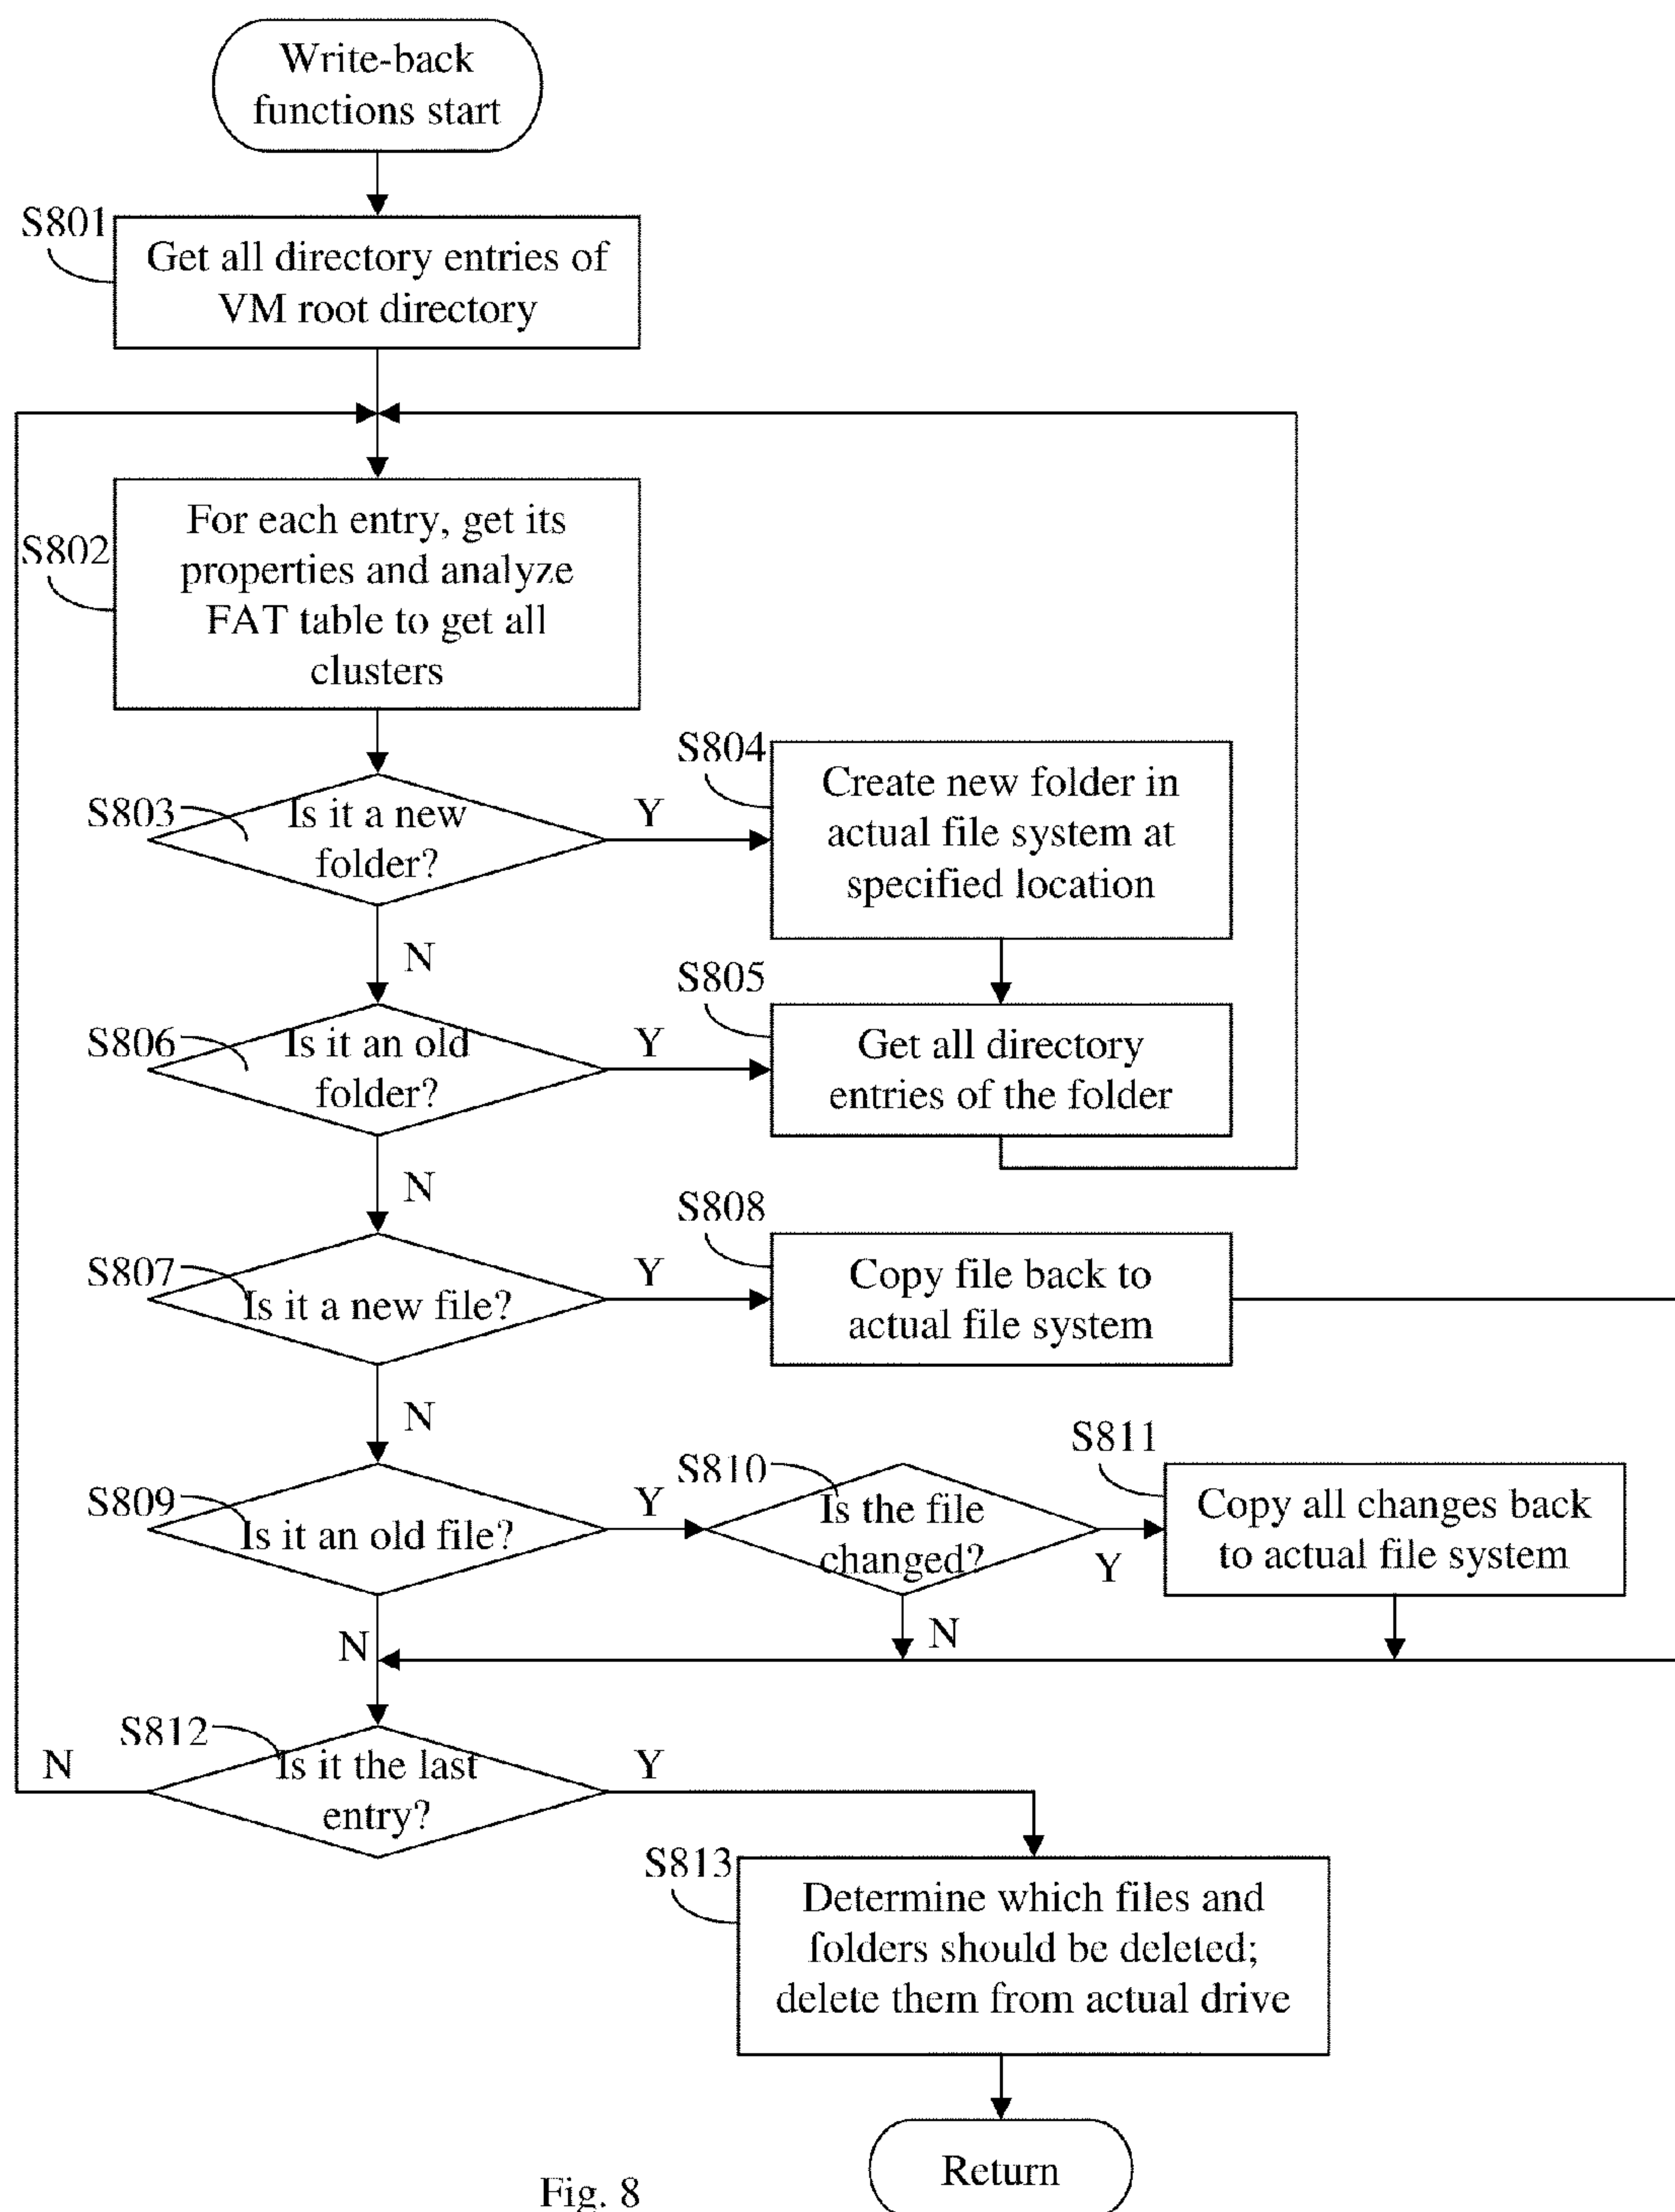 Write-back
functions start
S801
Get all directory entries of
VM root directory
S802
For each entry, get its
properties and analyze
FAT table to get all
clusters
S803
Is it a new
folder?
Y
N
S804
Create new folder in
actual file system at
specified location
S805
Get all directory
entries of the folder
S806
Is it an old
folder?
Y
N
S807
Is it a new file?
Y
N
S808
Copy file back to
actual file system
S809
Is it an old file?
Y
N
S810
Is the file
changed?
Y
N
S811
Copy all changes back
to actual file system
S812
Is it the last
entry?
N
Y
S813
Determine which files and
folders should be deleted;
delete them from actual drive
Return
Fig. 8